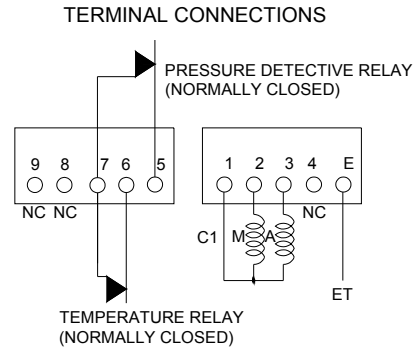 TERMINAL CONNECTIONS
PRESSURE DETECTIVE RELAY
(NORMALLY CLOSED)
9 8 7 6 5
1 2 3 4 E
NC NC
NC
C1 M A
ET
TEMPERATURE RELAY
(NORMALLY CLOSED)